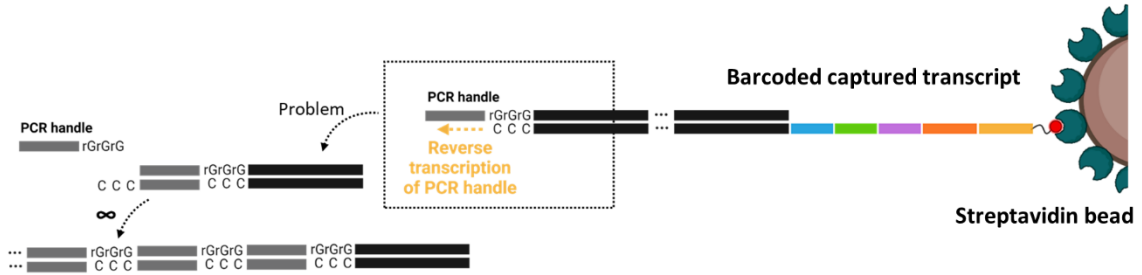 Barcoded captured transcript
Problem
PCR handle
rGrGrG
...
C C C
Reverse
transcription
of PCR handle
PCR handle
rGrGrG
rGrGrG
C C C
C C C
∞
Streptavidin bead
...
rGrGrG
rGrGrG
rGrGrG
...
C C C
C C C
C C C